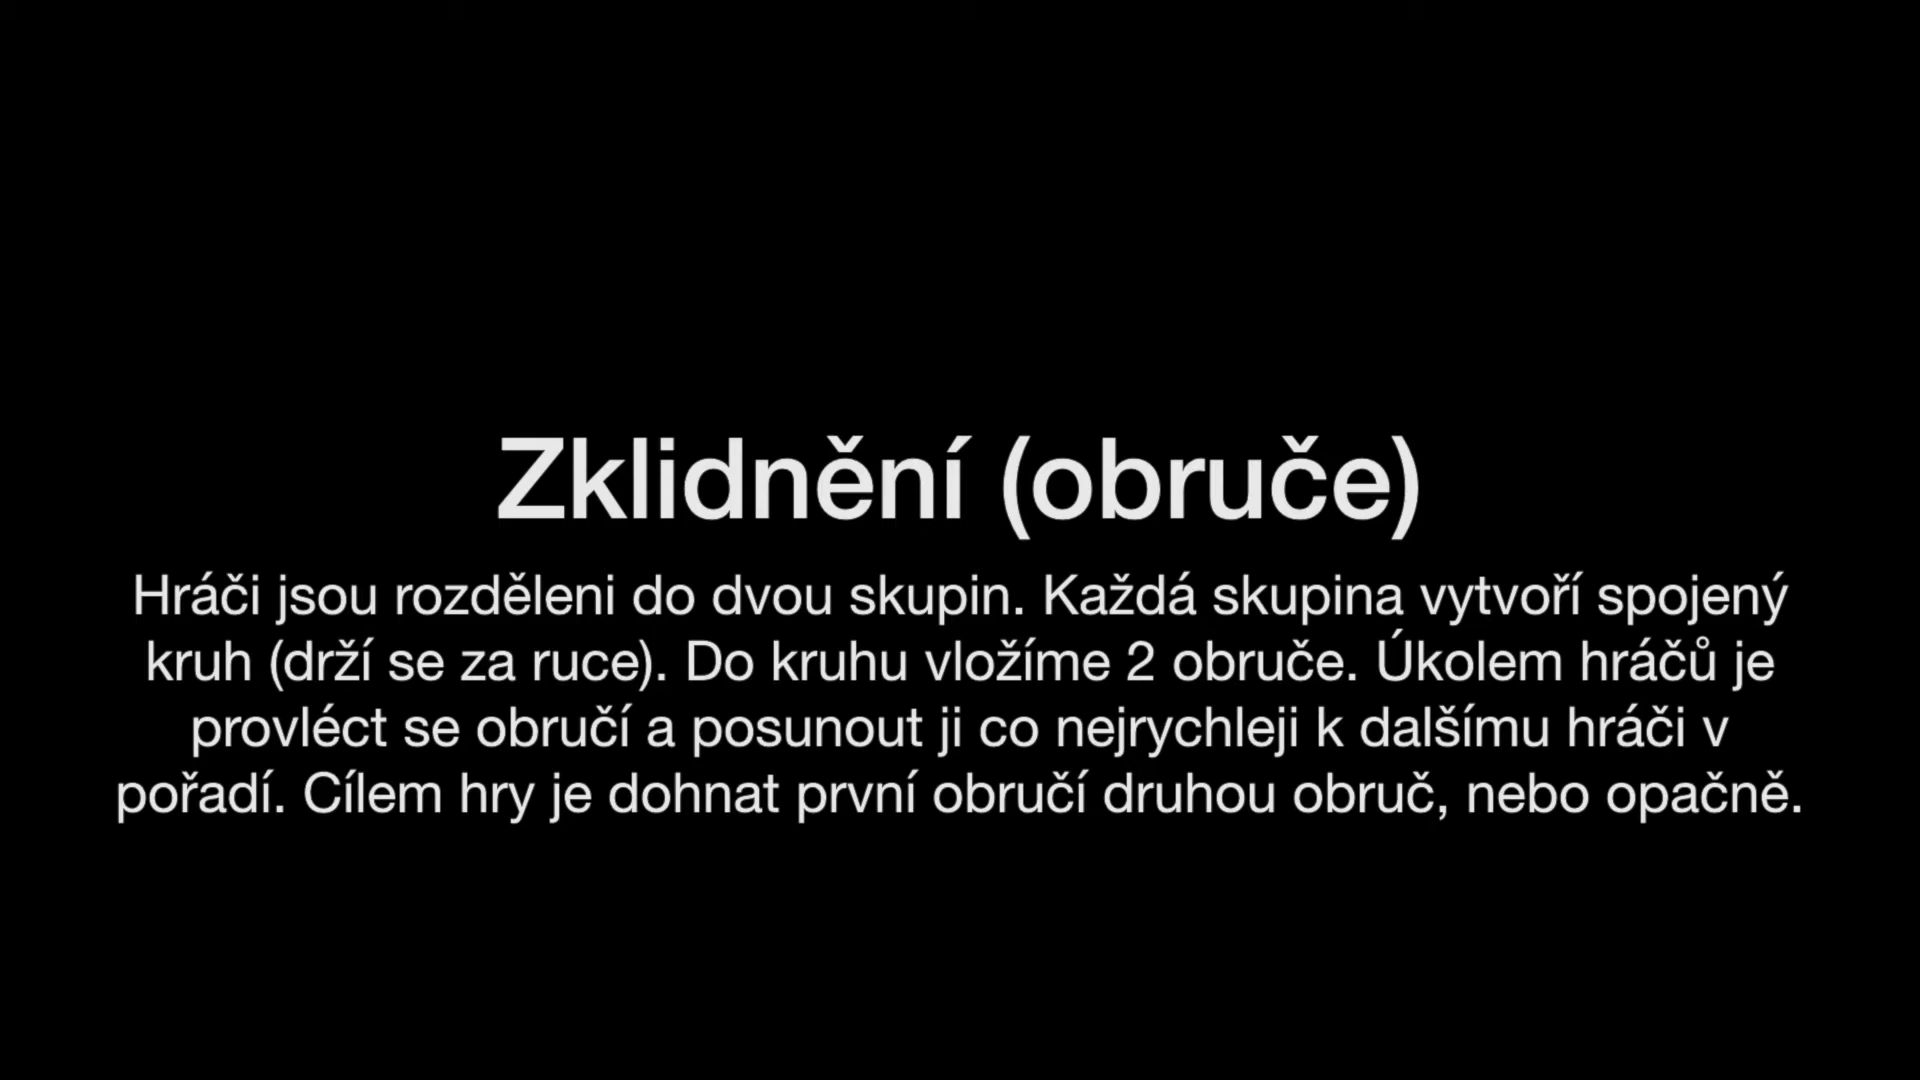 Zklidnění (obruče)
Hráči jsou rozděleni do dvou skupin. Každá skupina vytvoří spojený
kruh (drží se za ruce). Do kruhu vložíme 2 obruče. Úkolem hráčů je
provléct se obručí a posunout ji co nejrychleji k dalšímu hráči v
pořadí. Cílem hry je dohnat první obručí druhou obruč, nebo opačně.